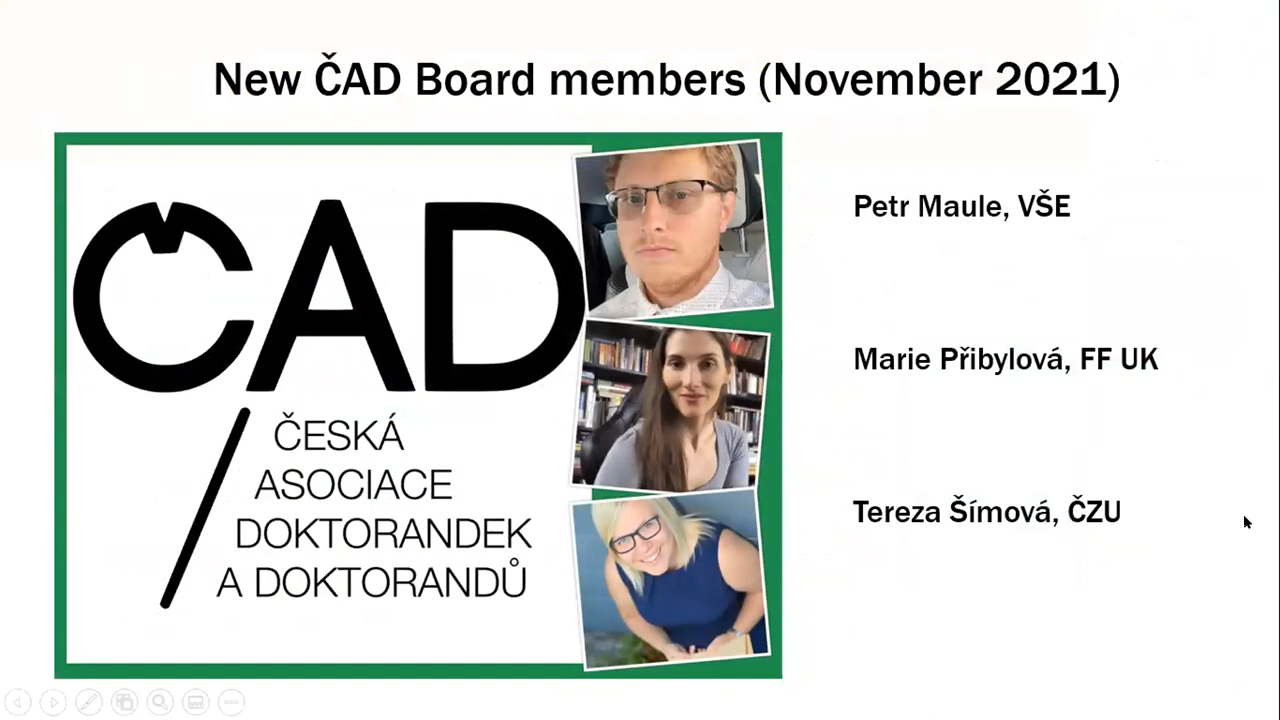 New ČAD Board members (November 2021)
ČAD
ČESKÁ
ASOCIACE
DOKTORANDEK
A DOKTORANDŮ
Petr Maule, VŠE
Marie Přibylová, FF UK
Tereza Šímová, ČZU